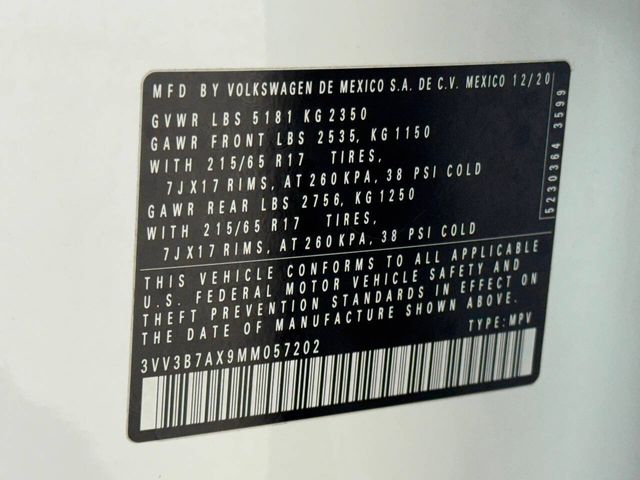 MFD BY VOLKSWAGEN DE MEXICO S.A. DE C.V. MEXICO 12/20
GVWR LBS 5181 KG 2350
GAWR FRONT LBS 2535, KG 1150
WITH 215/65 R17 TIRES,
7JX17 RIMS, AT 260 KPA, 38 PSI COLD
GAWR REAR LBS 2756, KG 1250
WITH 215/65 R17 TIRES,
7JX17 RIMS, AT 260 KPA, 38 PSI COLD
5230364 3599
THIS VEHICLE CONFORMS TO ALL APPLICABLE
U.S. FEDERAL MOTOR VEHICLE SAFETY AND
THEFT PREVENTION STANDARDS IN EFFECT ON
THE DATE OF MANUFACTURE SHOWN ABOVE.
3VV3B7AX9MM057202 TYPE: MPV